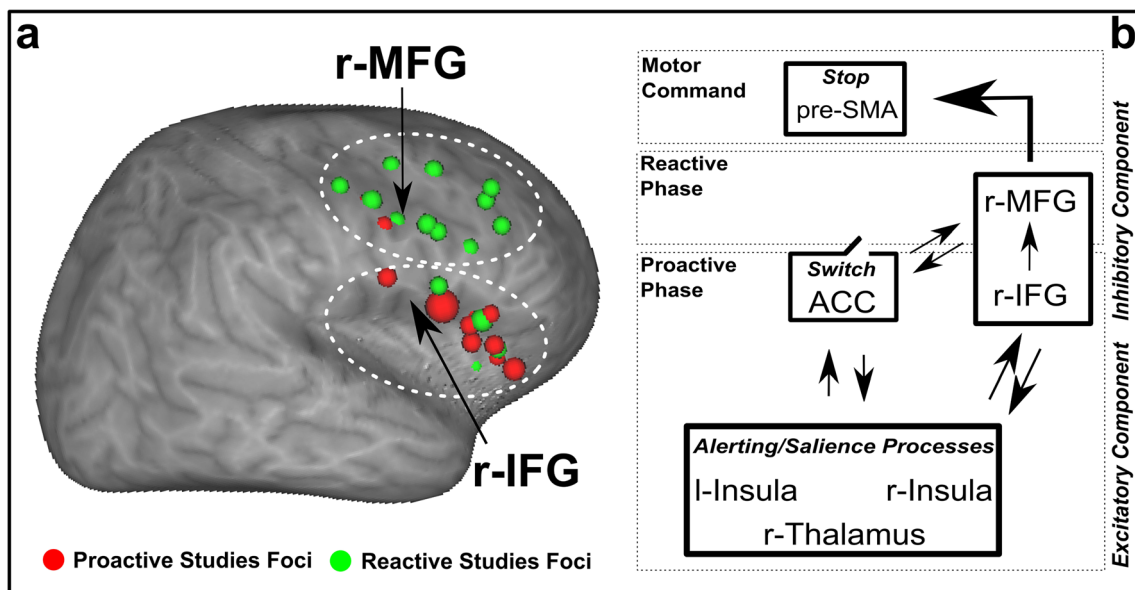 a
r-MFG
r-IFG
Proactive Studies Foci
Reactive Studies Foci
b
Motor
Command
Stop
pre-SMA
Reactive
Phase
r-MFG
r-IFG
Proactive
Phase
Switch
ACC
Alerting/Salience Processes
l-Insula r-Insula
r-Thalamus
Inhibitory Component
Excitatory Component